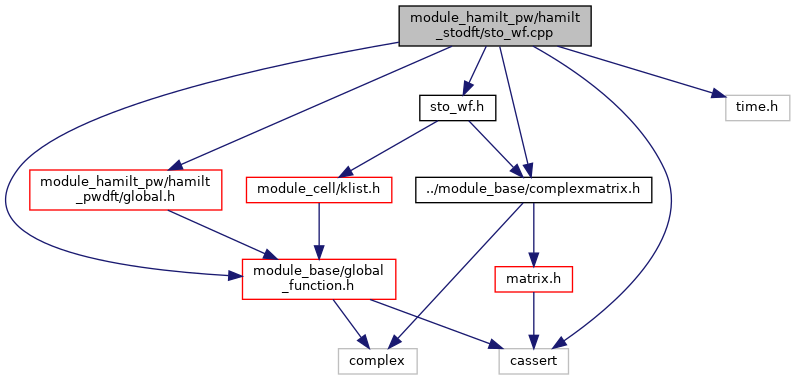 module_hamilt_pw/hamilt
_stodft/sto_wf.cpp
sto_wf.h
time.h
module_hamilt_pw/hamilt
_pwdft/global.h
module_cell/klist.h
../module_base/complexmatrix.h
module_base/global
_function.h
matrix.h
complex
cassert